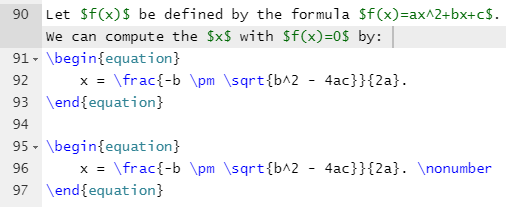 90 Let $f(x)$ be defined by the formula $f(x)=ax^2+bx+c$.
We can compute the $x$ with $f(x)=0$ by:
91 \begin{equation}
92     x = \frac{-b \pm \sqrt{b^2 - 4ac}}{2a}.
93 \end{equation}
94
95 \begin{equation}
96     x = \frac{-b \pm \sqrt{b^2 - 4ac}}{2a}. \nonumber
97 \end{equation}